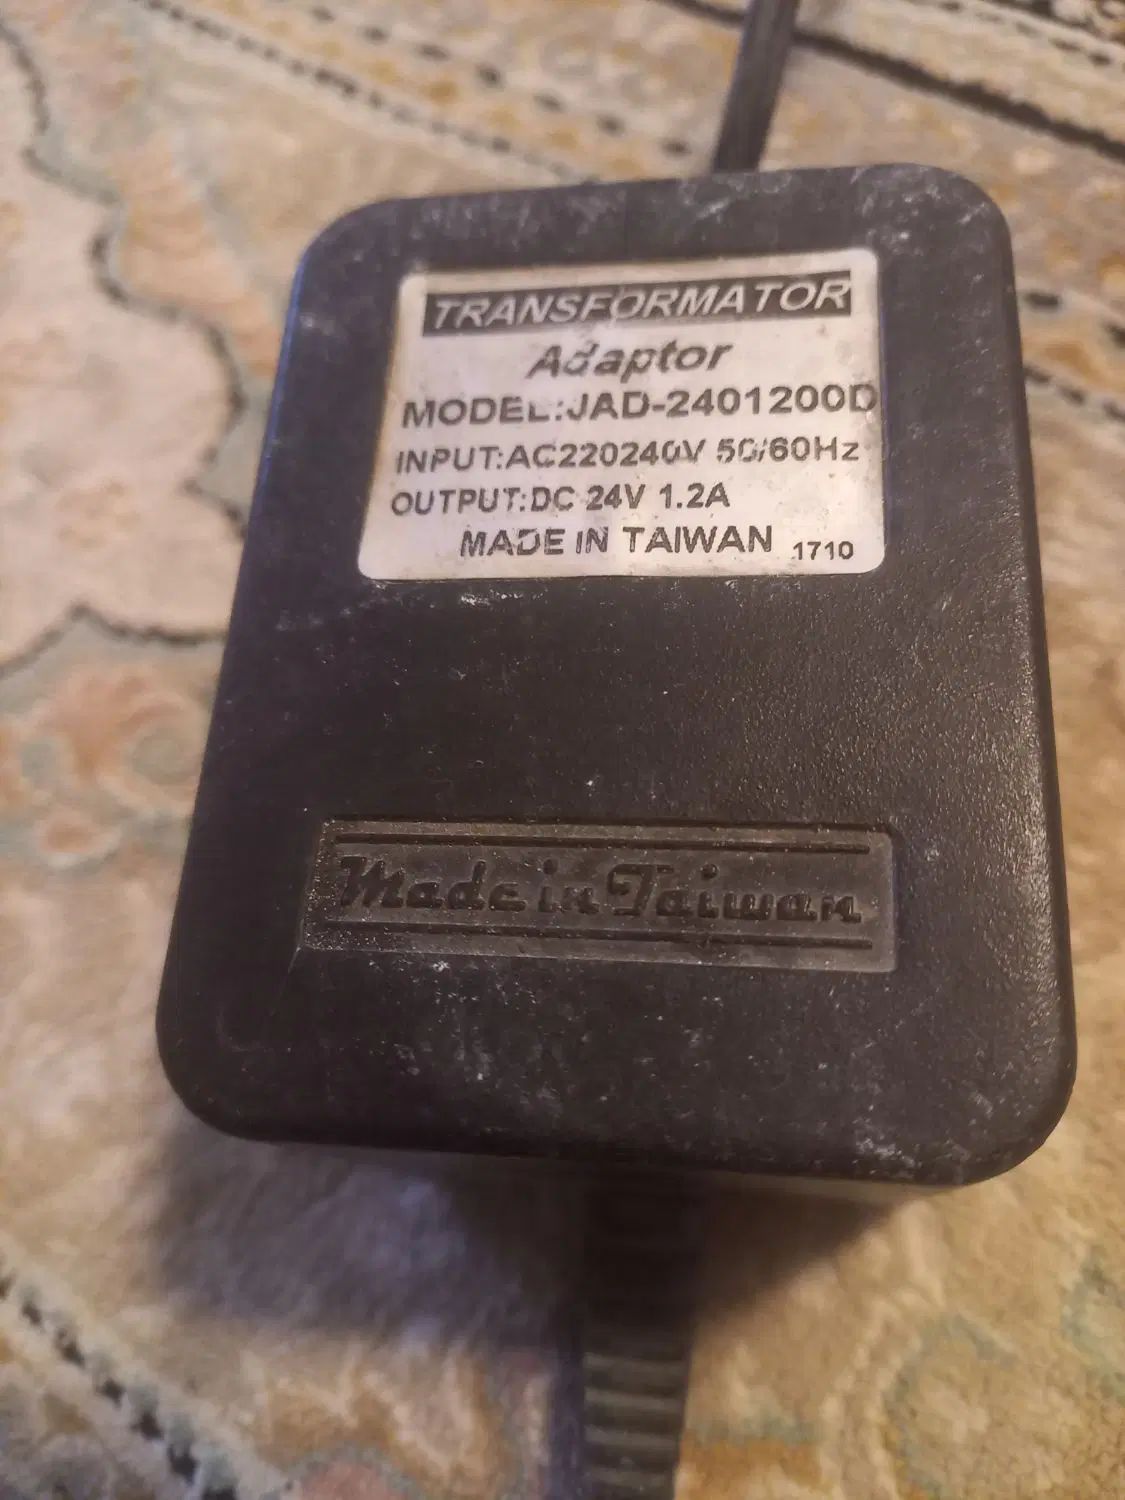 TRANSFORMATOR
Adaptor
MODEL:JAD-2401200D
INPUT:AC220240V 50/60Hz
OUTPUT:DC 24V 1.2A
MADE IN TAIWAN 1710
Made in Taiwan